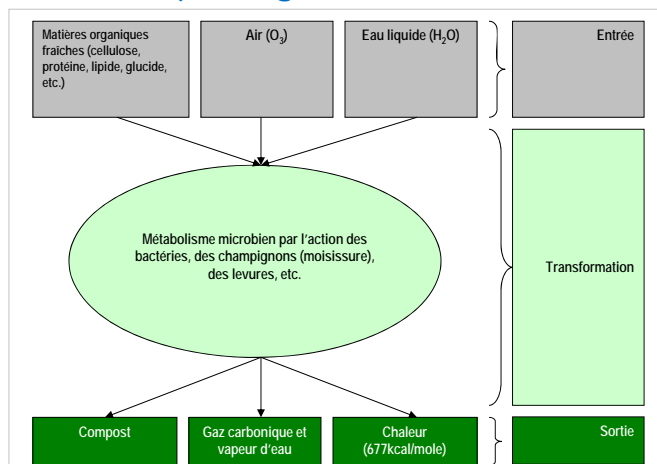 Matières organiques
fraîches (cellulose,
protéine, lipide, glucide,
etc.)
Air (O3)
Eau liquide (H2O)
Entrée
Métabolisme microbien par l'action des
bactéries, des champignons (moisissure),
des levures, etc.
Transformation
Compost
Gaz carbonique et
vapeur d'eau
Chaleur
(677kcal/mole)
Sortie